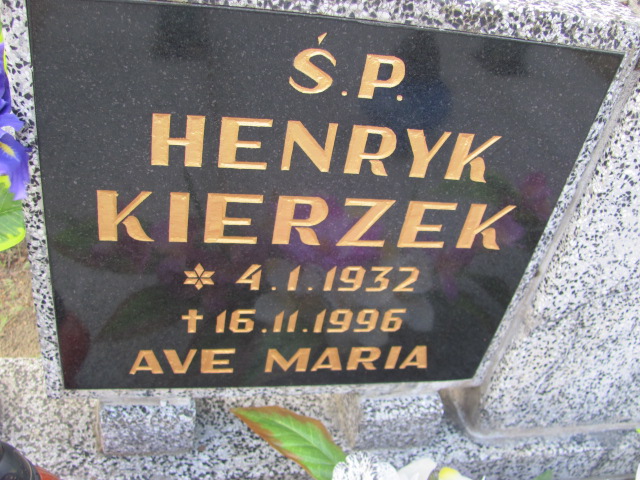 Ś.P.
HENRYK
KIERZEK
* 4.1.1932
✝ 16.11.1996
AVE MARIA